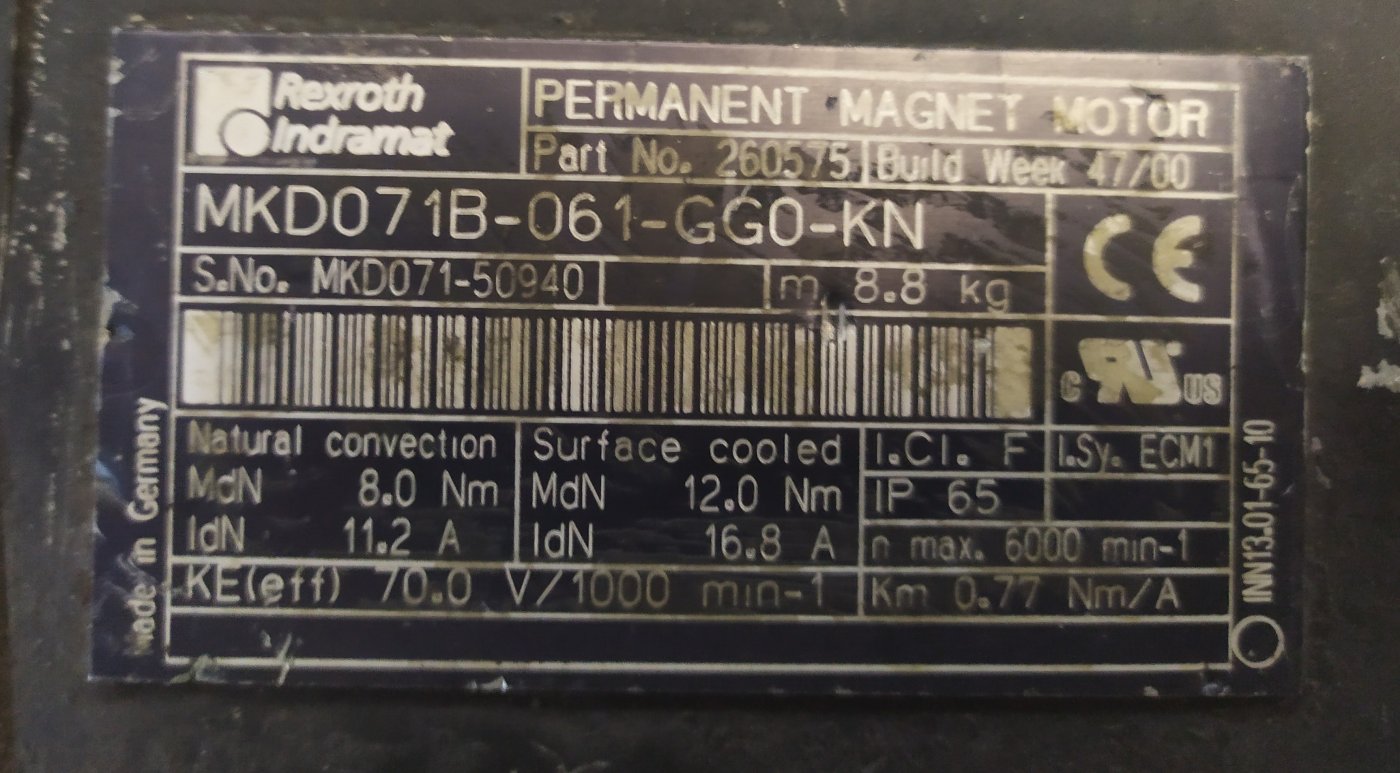 Rexroth
Indramat
PERMANENT MAGNET MOTOR
Part No. 260575 Build Week 47/00
MKD071B-061-GG0-KN
CE
S.No. MKD071-50940 m 8.8 kg
c RU US
Natural convection Surface cooled I.Cl. F I.Sy. ECM1
MdN 8.0 Nm MdN 12.0 Nm IP 65
IdN 11.2 A IdN 16.8 A n max. 6000 min-1
KE(eff) 70.0 V/1000 min-1 Km 0.77 Nm/A
Made in Germany
INN13.01-65-10